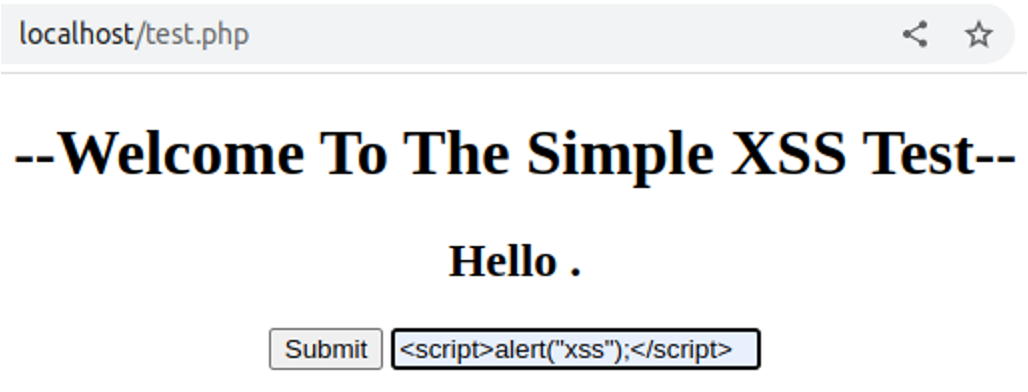 localhost/test.php
--Welcome To The Simple XSS Test--
Hello .
Submit <script>alert("xss");</script>